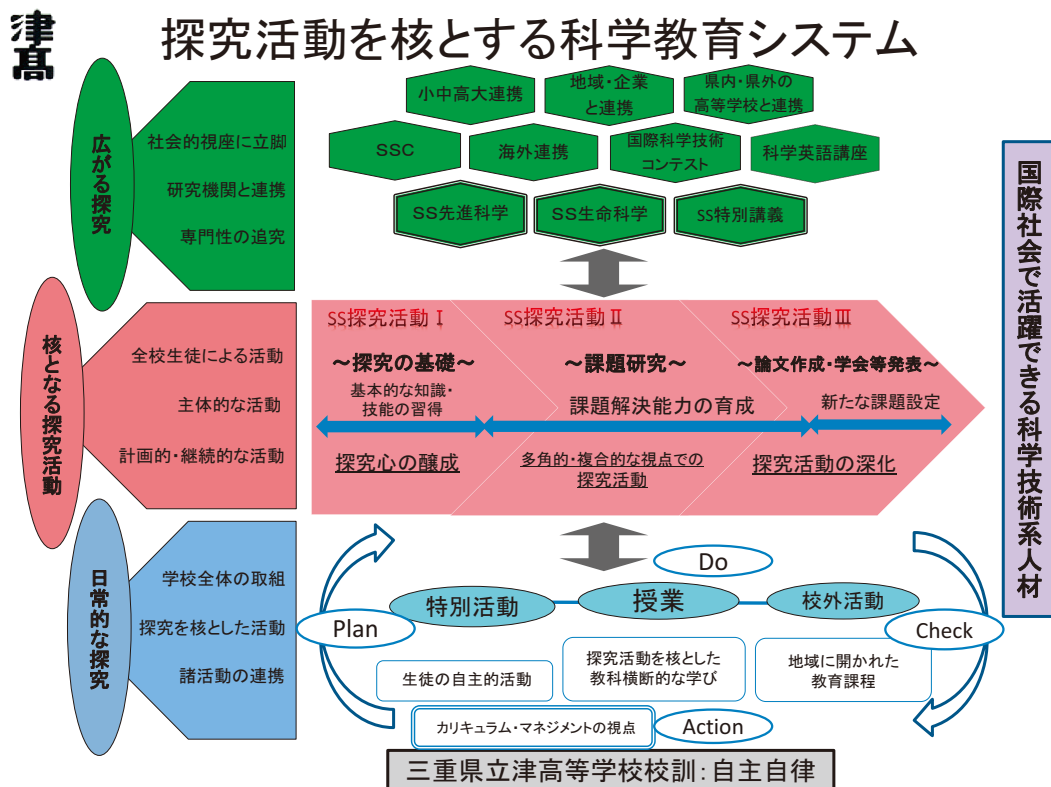 津高
探究活動を核とする科学教育システム
広がる探究
社会的視座に立脚
研究機関と連携
専門性の追究
小中高大連携
地域・企業
と連携
県内・県外の
高等学校と連携
SSC
海外連携
国際科学技術
コンテスト
科学英語講座
SS先進科学
SS生命科学
SS特別講義
核となる探究活動
全校生徒による活動
主体的な活動
計画的・継続的な活動
SS探究活動Ⅰ
～探究の基礎～
基本的な知識・
技能の習得
探究心の醸成
SS探究活動Ⅱ
～課題研究～
課題解決能力の育成
多角的・複合的な視点での
探究活動
SS探究活動Ⅲ
～論文作成・学会等発表～
新たな課題設定
探究活動の深化
日常的な探究
学校全体の取組
探究を核とした活動
諸活動の連携
Plan
Do
Check
Action
特別活動
授業
校外活動
生徒の自主的活動
探究活動を核とした
教科横断的な学び
地域に開かれた
教育課程
カリキュラム・マネジメントの視点
三重県立津高等学校校訓：自主自律
国際社会で活躍できる科学技術系人材